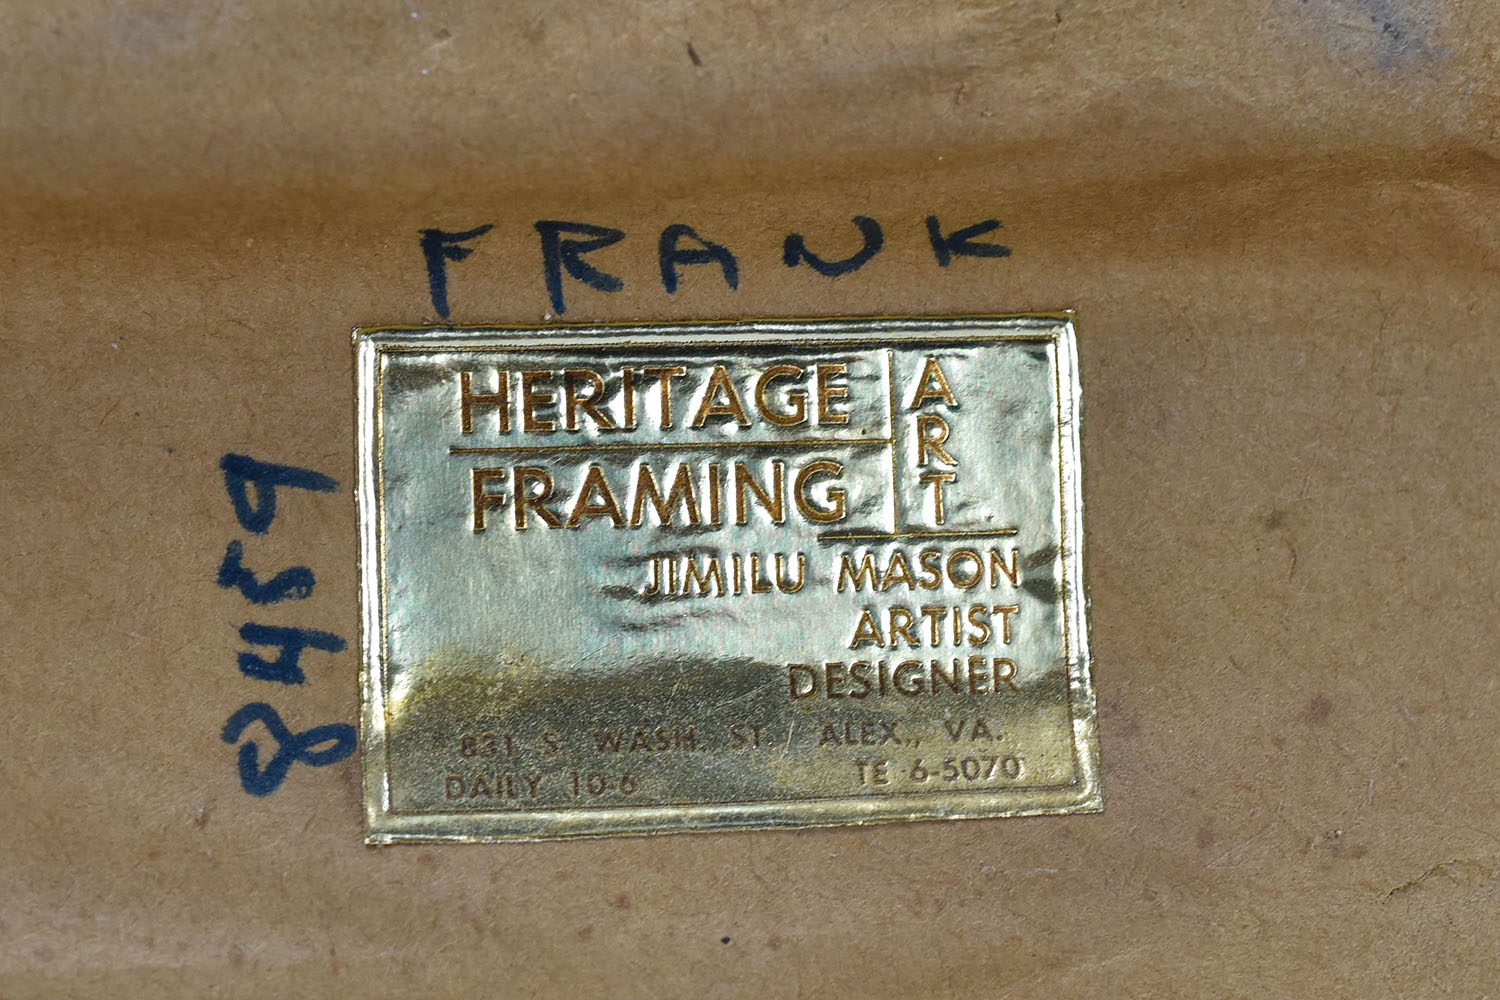 FRANK
8459
HERITAGE
FRAMING
ART
JIMILU MASON
ARTIST
DESIGNER
831 S. WASH. ST. ALEX., VA.
DAILY 10-6 TE 6-5070